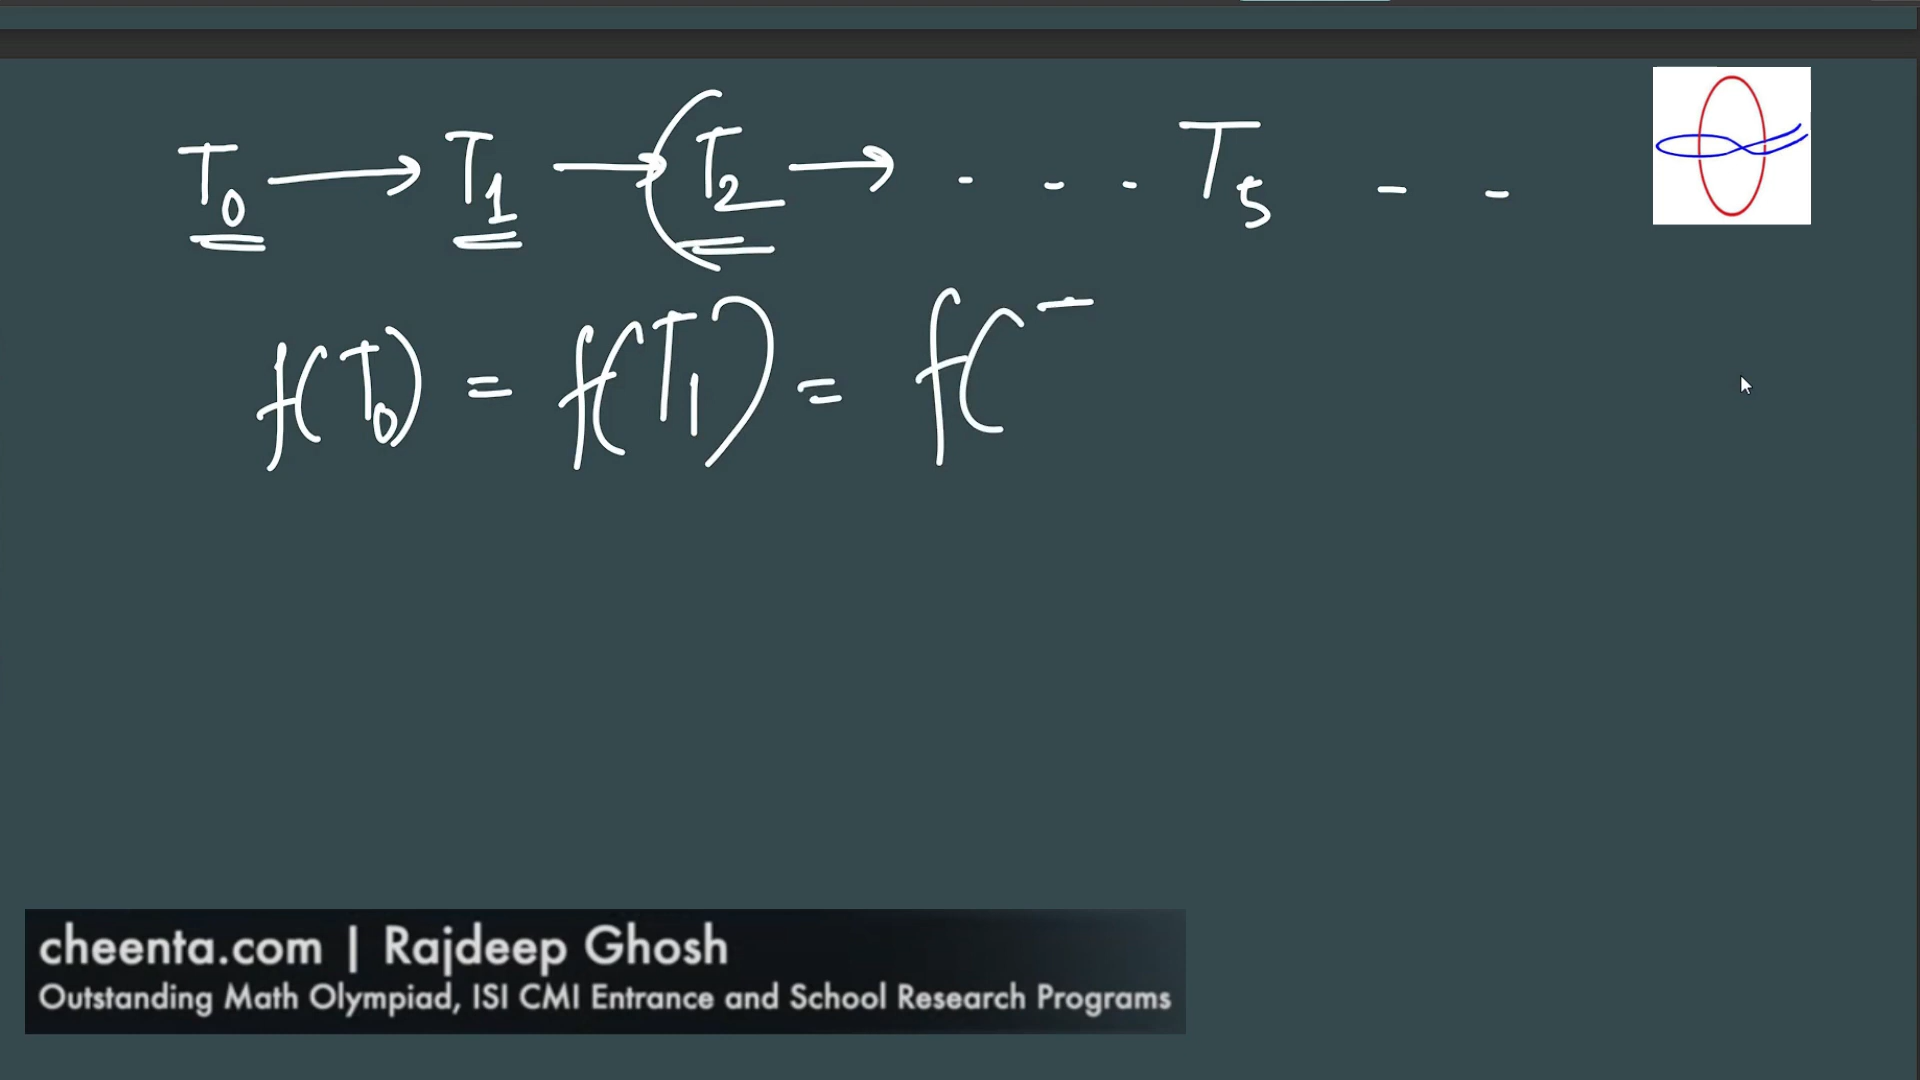 T₀ → T₁ → (T₂ → . . . T₅ - -
f(T₀) = f(T₁) = f(
cheenta.com | Rajdeep Ghosh
Outstanding Math Olympiad, ISI CMI Entrance and School Research Programs